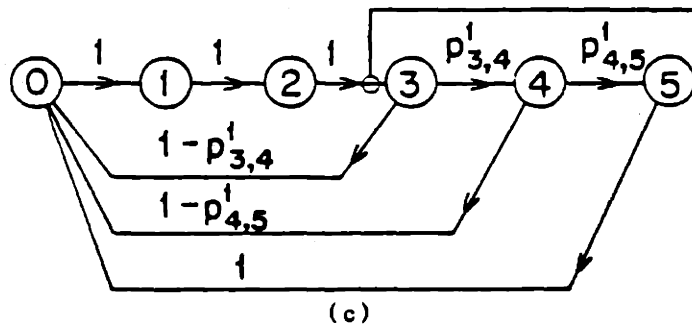 1 1 1 p¹₃,₄ p¹₄,₅
0 1 2 3 4 5
1 - p¹₃,₄
1 - p¹₄,₅
1
(c)